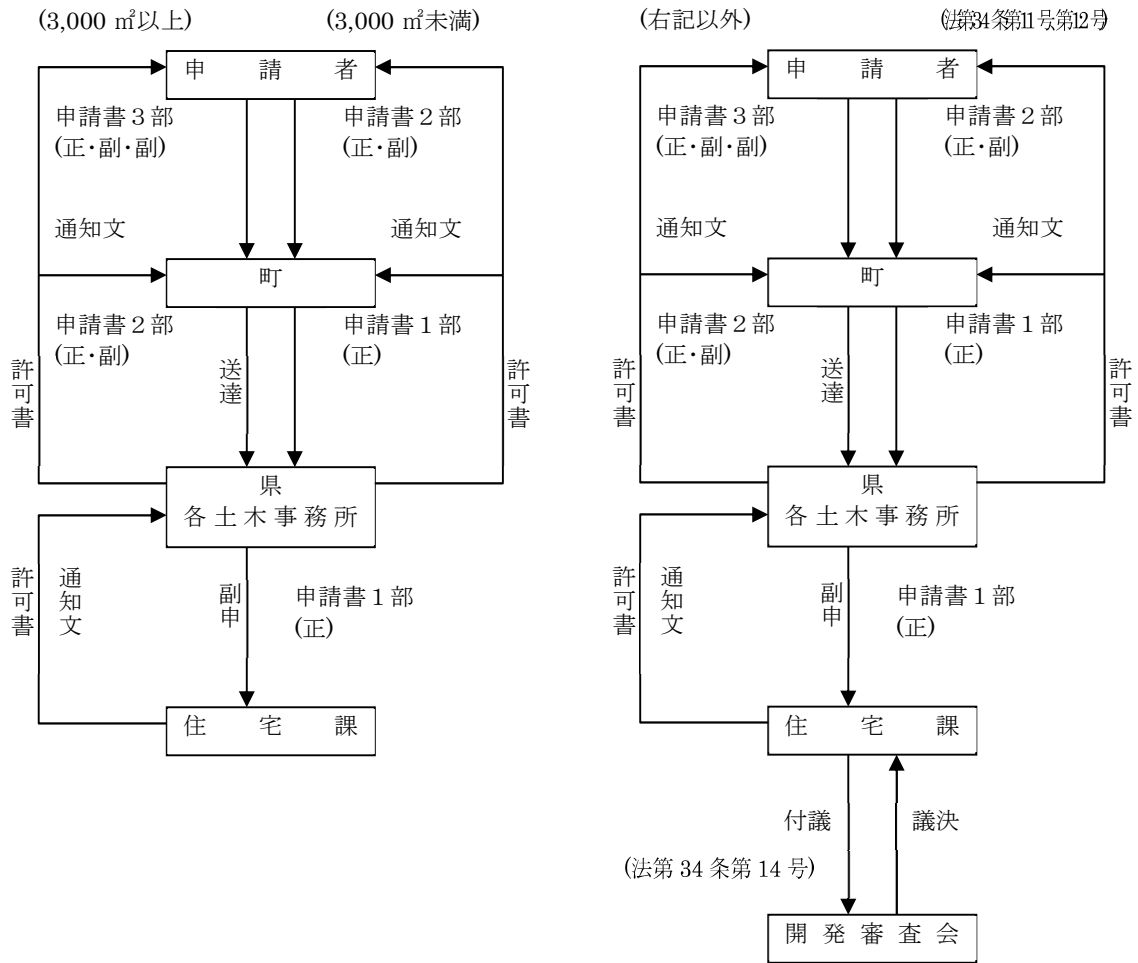 (3,000 ㎡以上)
(3,000 ㎡未満)
申請者
申請書３部
(正・副・副)
申請書２部
(正・副)
通知文
通知文
町
申請書２部
(正・副)
申請書１部
(正)
許可書
送達
許可書
県
各土木事務所
許可書
通知文
副申
申請書１部
(正)
住宅課
(右記以外)
(法第34条第11号、第12号)
申請者
申請書３部
(正・副・副)
申請書２部
(正・副)
通知文
通知文
町
申請書２部
(正・副)
申請書１部
(正)
許可書
送達
許可書
県
各土木事務所
許可書
通知文
副申
申請書１部
(正)
住宅課
付議
議決
(法第 34 条第 14 号)
開発審査会